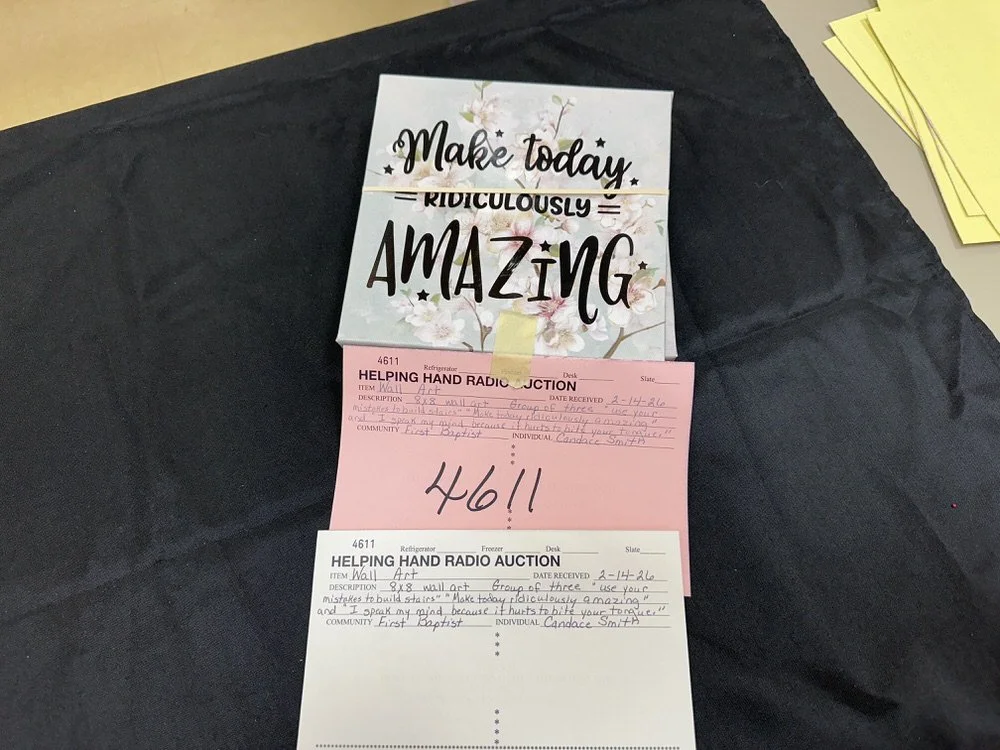 Make today
RIDICULOUSLY
AMAZING
4611
Refrigerator Desk Slate
HELPING HAND RADIO AUCTION
ITEM Wall Art DATE RECEIVED 2-14-26
DESCRIPTION 8x8 wall art Group of three "use your
mistakes to build stairs" "Make today ridiculously amazing"
and "I speak my mind because it hurts to bite your tongue."
COMMUNITY First Baptist INDIVIDUAL Candace Smith
4611
4611
Refrigerator Freezer Desk Slate
HELPING HAND RADIO AUCTION
ITEM Wall Art DATE RECEIVED 2-14-26
DESCRIPTION 8x8 wall art Group of three "use your
mistakes to build stairs" "Make today ridiculously amazing"
and "I speak my mind because it hurts to bite your tongue."
COMMUNITY First Baptist INDIVIDUAL Candace Smith